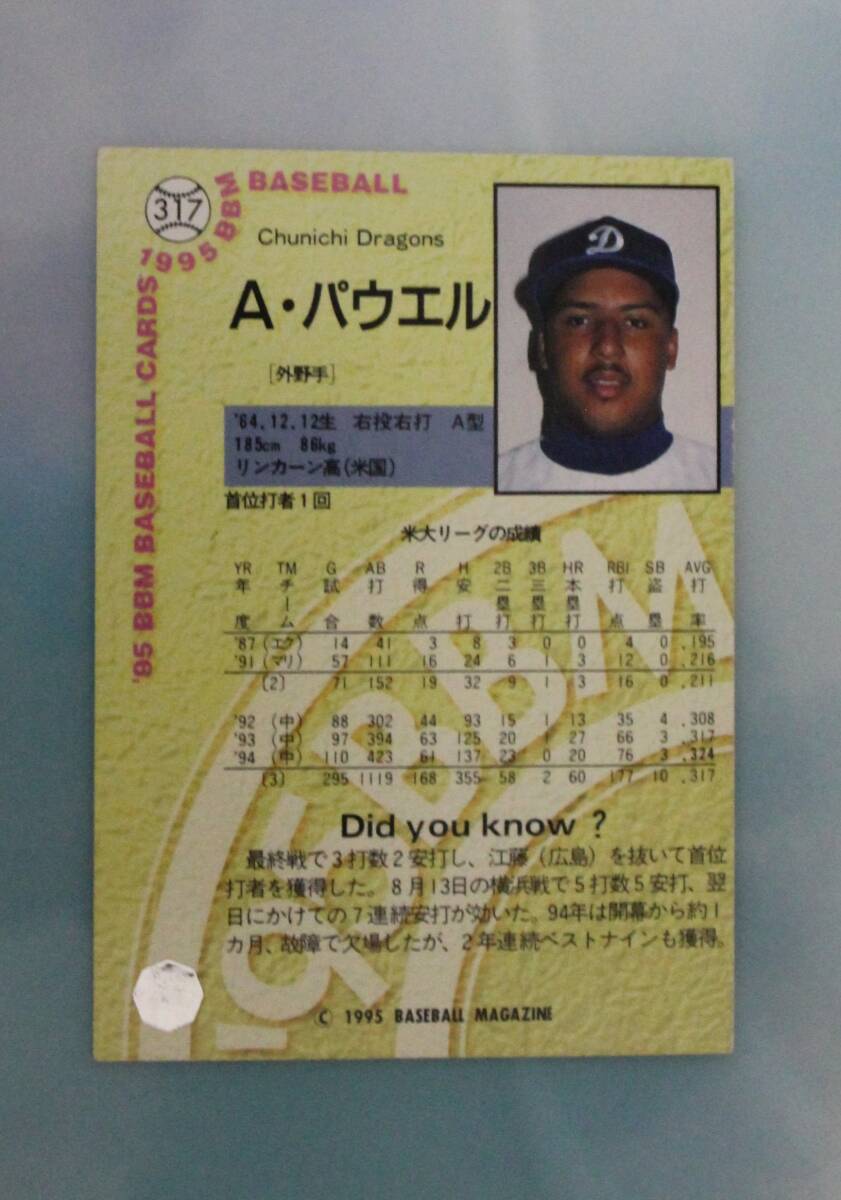 317
'95 BBM BASEBALL CARDS 1995 BBM BASEBALL
Chunichi Dragons
A・パウエル
[外野手]
D
'64.12.12生 右投右打 A型
185cm 86kg
リンカーン高(米国)
首位打者1回
米大リーグの成績
YR TM G AB R H 2B 3B HR RBI SB AVG
年度 チーム 試合 打数 得点 安打 二塁打 三塁打 本塁打 打点 盗塁 打率
'87 (エク) 14 41 3 8 3 0 0 4 0 .195
'91 (マリ) 57 111 16 24 6 1 3 12 0 .216
(2) 71 152 19 32 9 1 3 16 0 .211
'92 (中) 88 302 44 93 15 1 13 35 4 .308
'93 (中) 97 394 63 125 20 1 27 66 3 .317
'94 (中) 110 423 61 137 23 0 20 76 3 .324
(3) 295 1119 168 355 58 2 60 177 10 .317
Did you know ?
最終戦で3打数2安打し、江藤（広島）を抜いて首位
打者を獲得した。8月13日の横浜戦で5打数5安打、翌
日にかけての7連続安打が効いた。94年は開幕から約1
カ月、故障で欠場したが、2年連続ベストナインも獲得。
'95 BBM
© 1995 BASEBALL MAGAZINE